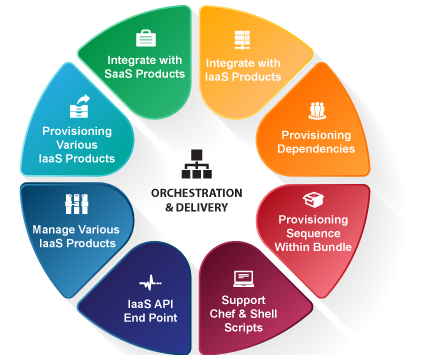 Integrate with
SaaS Products
Integrate with
IaaS Products
Provisioning
Dependencies
Provisioning
Sequence
Within Bundle
Support
Chef & Shell
Scripts
IaaS API
End Point
Manage Various
IaaS Products
Provisioning
Various
IaaS Products
ORCHESTRATION
& DELIVERY